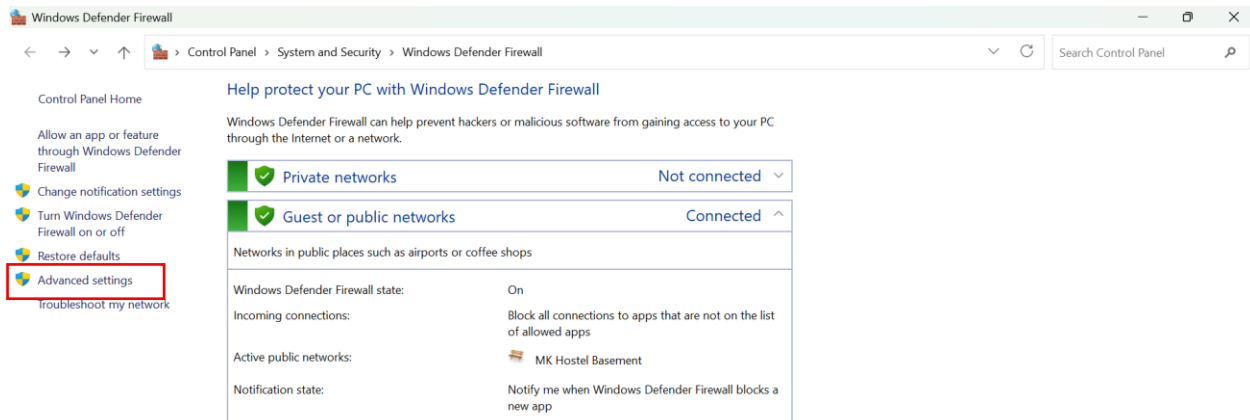 Windows Defender Firewall
Control Panel > System and Security > Windows Defender Firewall
Search Control Panel
Control Panel Home
Allow an app or feature
through Windows Defender
Firewall
Change notification settings
Turn Windows Defender
Firewall on or off
Restore defaults
Advanced settings
Troubleshoot my network
Help protect your PC with Windows Defender Firewall
Windows Defender Firewall can help prevent hackers or malicious software from gaining access to your PC
through the Internet or a network.
Private networks Not connected
Guest or public networks Connected
Networks in public places such as airports or coffee shops
Windows Defender Firewall state: On
Incoming connections: Block all connections to apps that are not on the list
of allowed apps
Active public networks: MK Hostel Basement
Notification state: Notify me when Windows Defender Firewall blocks a
new app